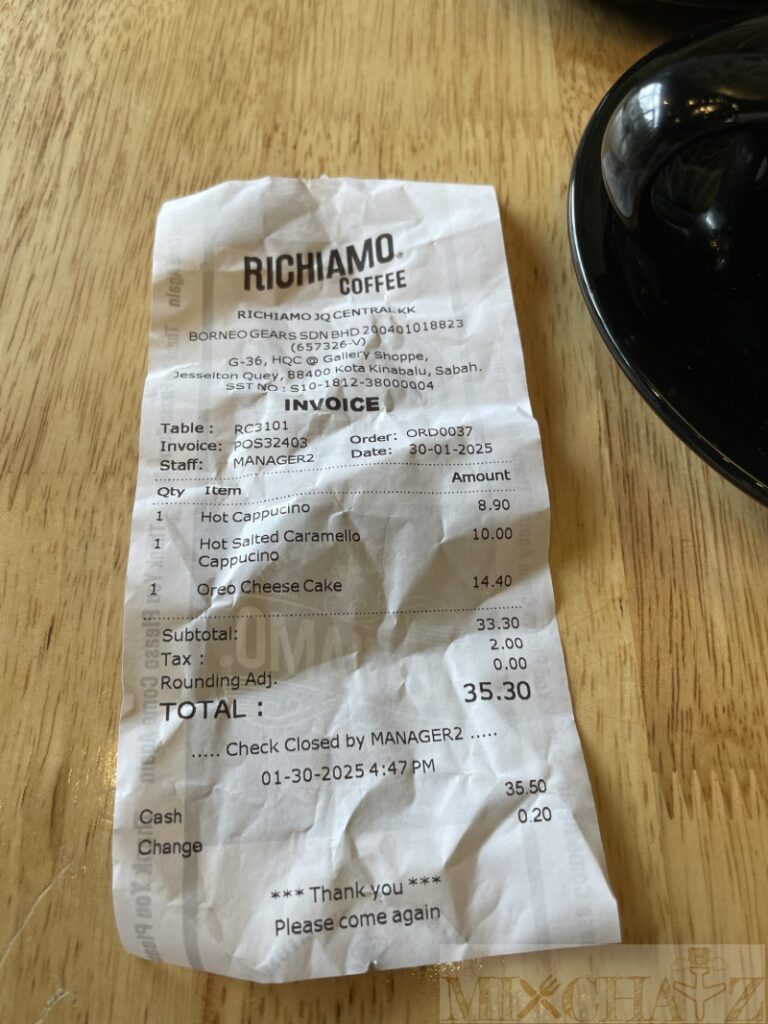 RICHIAMO®
COFFEE
RICHIAMO JQ CENTRAL KK
BORNEO GEARS SDN BHD 200401018823
(657326-V)
G-36, HQC @ Gallery Shoppe,
Jesselton Quey, 88400 Kota Kinabalu, Sabah.
SST NO : S10-1812-38000004
INVOICE
Table : RC3101
Invoice: POS32403 Order: ORD0037
Staff: MANAGER2 Date: 30-01-2025
Qty Item Amount
1 Hot Cappucino 8.90
1 Hot Salted Caramello 10.00
Cappucino
1 Oreo Cheese Cake 14.40
Subtotal: 33.30
Tax : 2.00
Rounding Adj. 0.00
TOTAL : 35.30
..... Check Closed by MANAGER2 .....
01-30-2025 4:47 PM
Cash 35.50
Change 0.20
*** Thank you ***
Please come again
MIXCHATZ